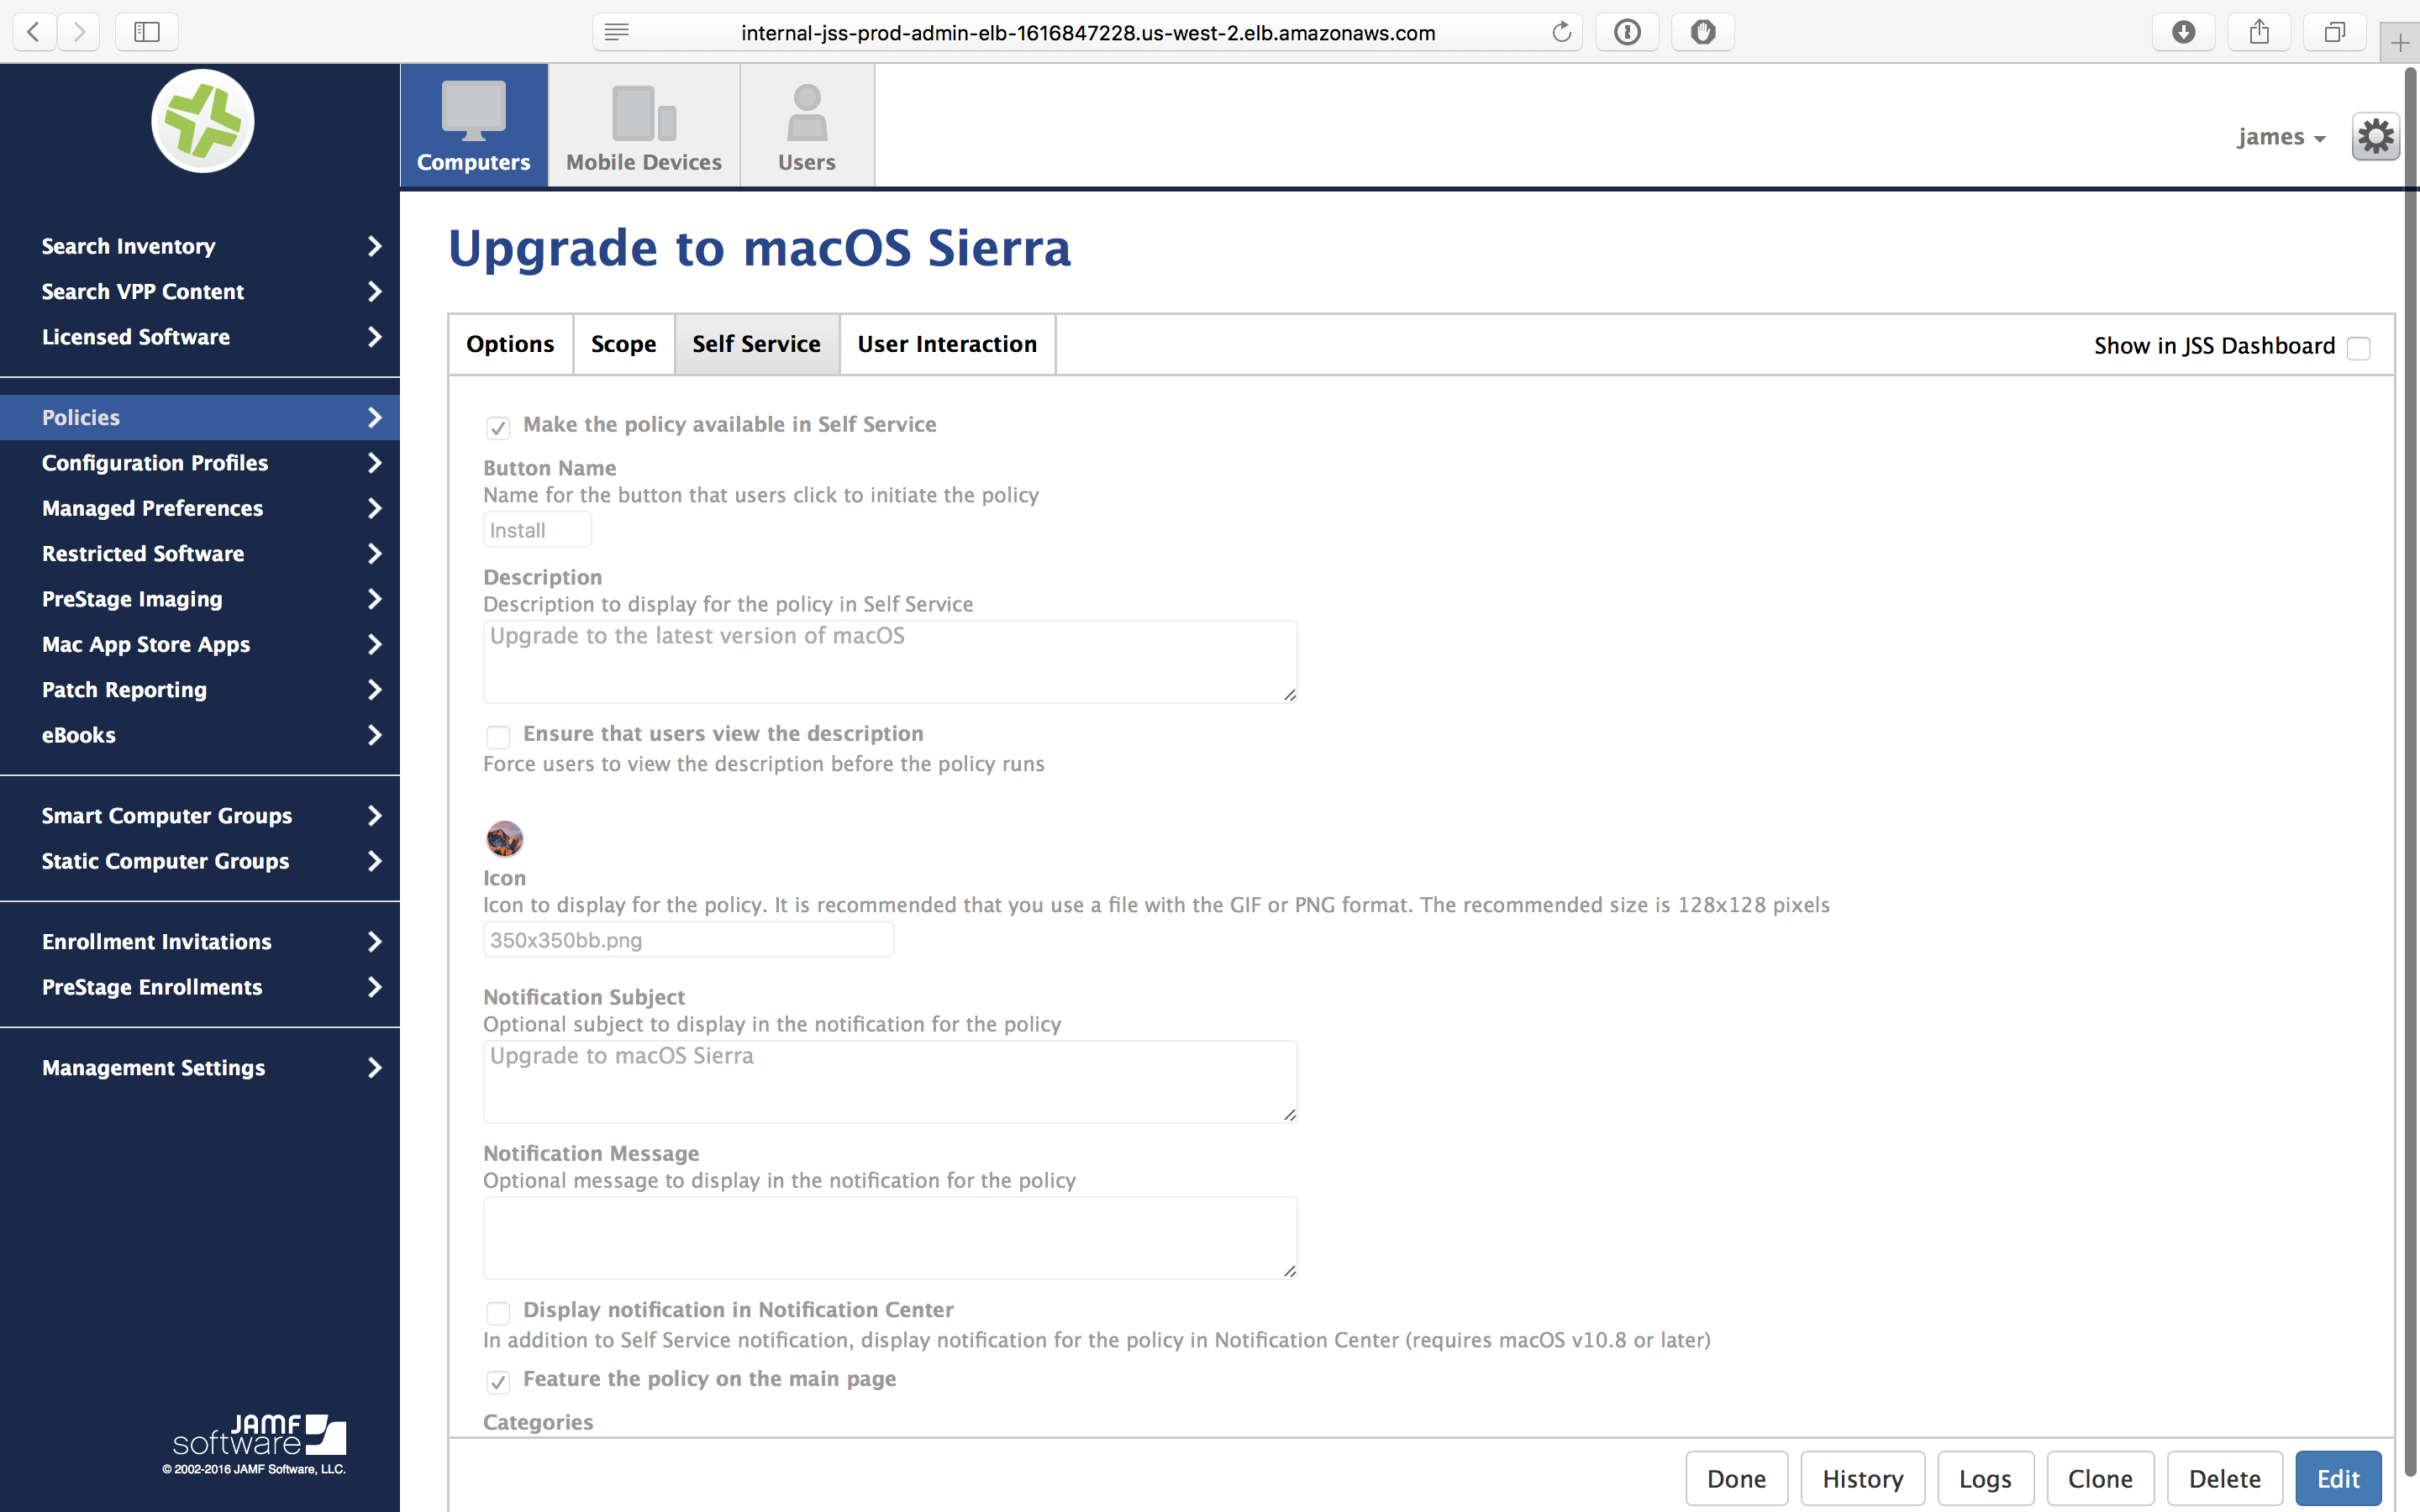 internal-jss-prod-admin-elb-1616847228.us-west-2.elb.amazonaws.com
Computers
Mobile Devices
Users
james
Search Inventory
Search VPP Content
Licensed Software
Policies
Configuration Profiles
Managed Preferences
Restricted Software
PreStage Imaging
Mac App Store Apps
Patch Reporting
eBooks
Smart Computer Groups
Static Computer Groups
Enrollment Invitations
PreStage Enrollments
Management Settings
JAMF
software
© 2002-2016 JAMF Software, LLC.
Upgrade to macOS Sierra
Options
Scope
Self Service
User Interaction
Show in JSS Dashboard
Make the policy available in Self Service
Button Name
Name for the button that users click to initiate the policy
Install
Description
Description to display for the policy in Self Service
Upgrade to the latest version of macOS
Ensure that users view the description
Force users to view the description before the policy runs
Icon
Icon to display for the policy. It is recommended that you use a file with the GIF or PNG format. The recommended size is 128x128 pixels
350x350bb.png
Notification Subject
Optional subject to display in the notification for the policy
Upgrade to macOS Sierra
Notification Message
Optional message to display in the notification for the policy
Display notification in Notification Center
In addition to Self Service notification, display notification for the policy in Notification Center (requires macOS v10.8 or later)
Feature the policy on the main page
Categories
Done
History
Logs
Clone
Delete
Edit